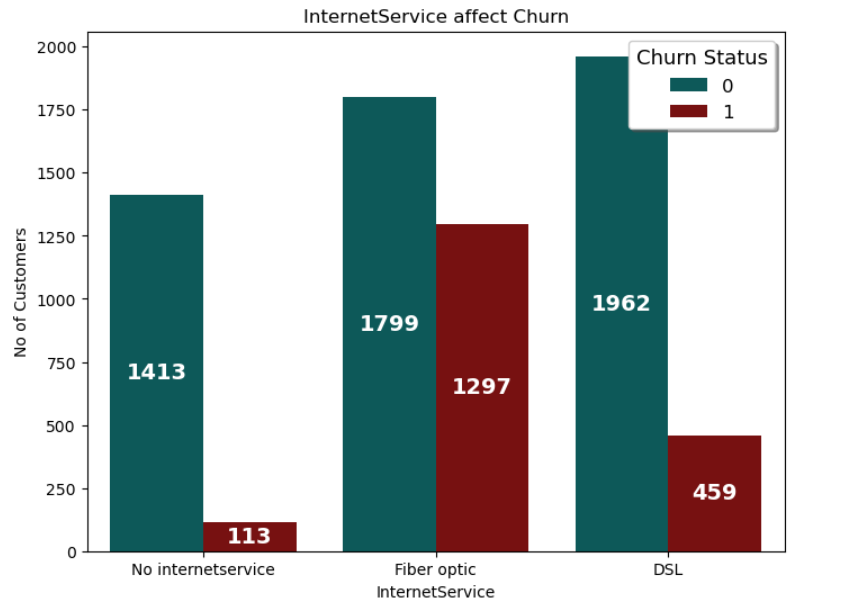 InternetService affect Churn
No of Customers
2000
1750
1500
1250
1000
750
500
250
0
Churn Status
0
1
1413
113
1799
1297
1962
459
No internetservice
Fiber optic
DSL
InternetService